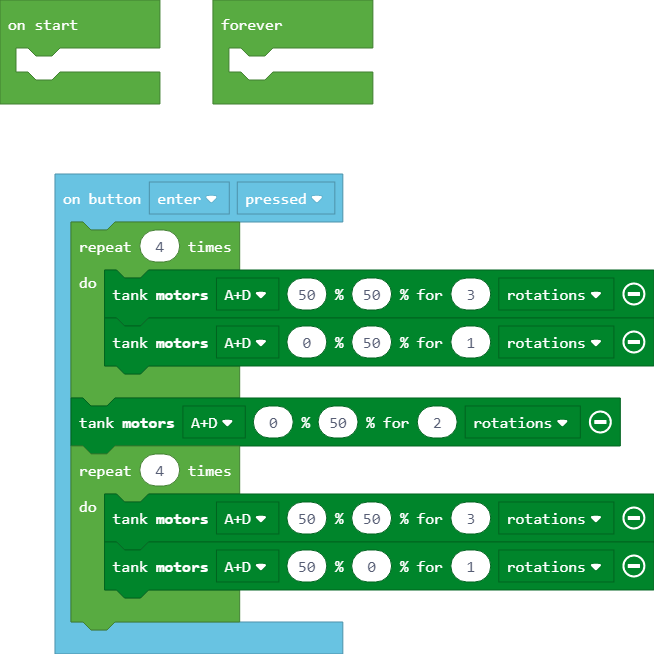 on start
forever
on button enter pressed
repeat 4 times
do
tank motors A+D 50 % 50 % for 3 rotations
tank motors A+D 0 % 50 % for 1 rotations
tank motors A+D 0 % 50 % for 2 rotations
repeat 4 times
do
tank motors A+D 50 % 50 % for 3 rotations
tank motors A+D 50 % 0 % for 1 rotations